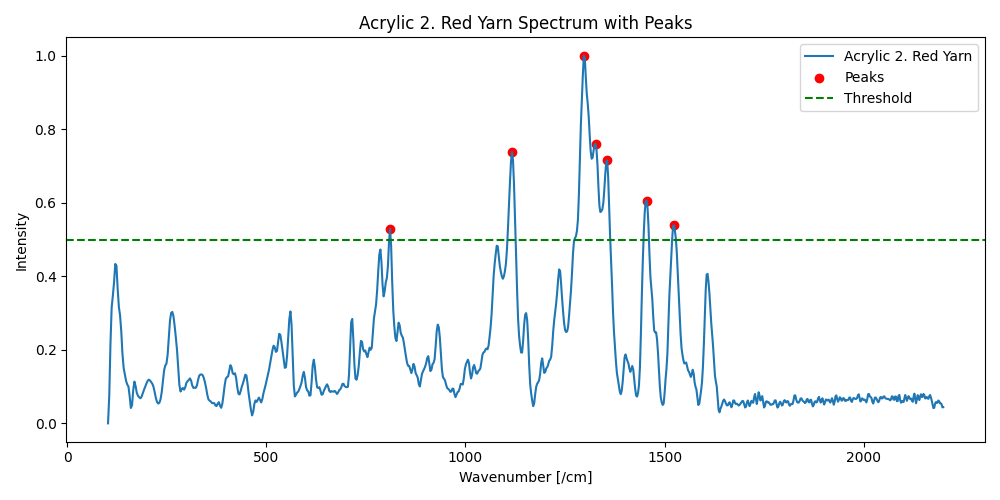 Acrylic 2. Red Yarn Spectrum with Peaks
Acrylic 2. Red Yarn
Peaks
Threshold
Intensity
1.0
0.8
0.6
0.4
0.2
0.0
0 500 1000 1500 2000
Wavenumber [/cm]